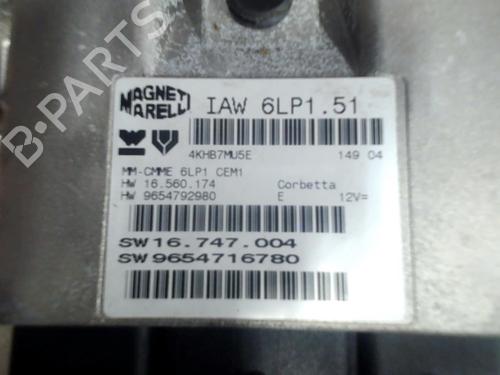 B-PARTS
MAGNETI
MARELLI
IAW 6LP1.51
4KHB7MU5E 149 04
MM-CMME 6LP1 CEM1
HW 16.560.174 Corbetta
HW 9654792980 E 12V=
SW16.747.004
SW9654716780